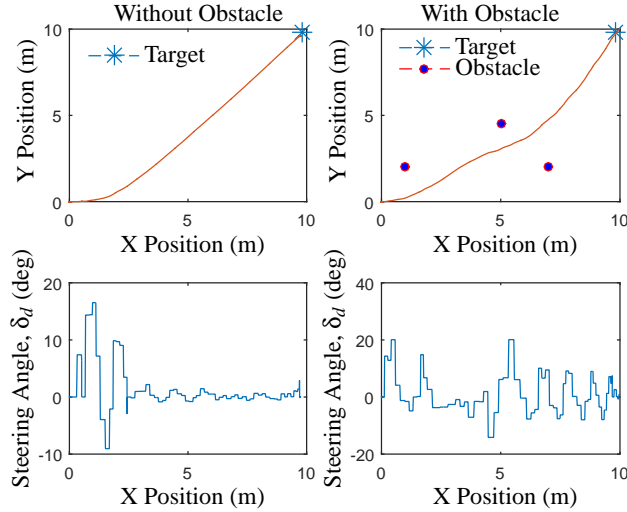 Without Obstacle
10
5
0
Y Position (m)
Target
0
5
10
X Position (m)
With Obstacle
10
5
0
Y Position (m)
Target
Obstacle
0
5
10
X Position (m)
20
10
0
-10
Steering Angle, δd (deg)
0
5
10
X Position (m)
40
20
0
-20
Steering Angle, δd (deg)
0
5
10
X Position (m)